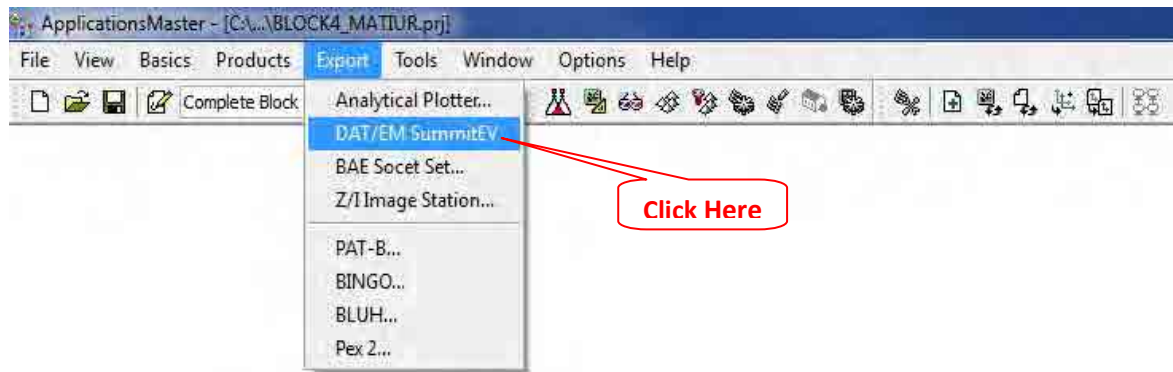 ApplicationsMaster - [C:\...\BLOCK4_MATIUR.prj]
File View Basics Products Export Tools Window Options Help
Complete Block
Analytical Plotter...
DAT/EM SummitEV...
BAE Socet Set...
Z/I Image Station...
Click Here
PAT-B...
BINGO...
BLUH...
Pex 2...